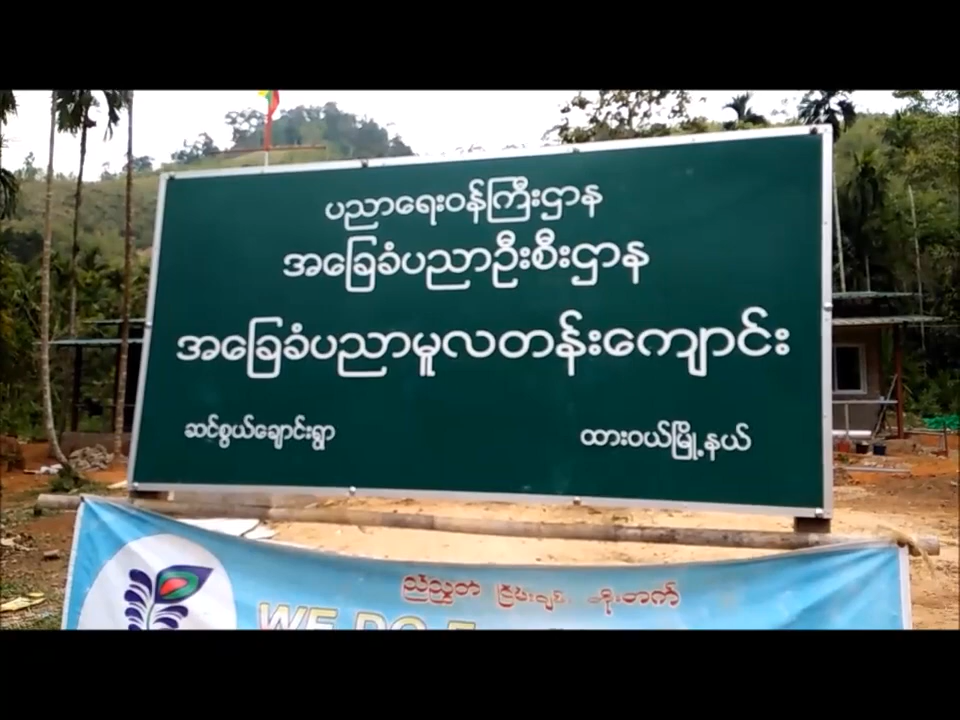 ပညာရေးဝန်ကြီးဌာန
အခြေခံပညာဦးစီးဌာန
အခြေခံပညာမူလတန်းကျောင်း
ဆင်စွယ်ချောင်းရွာ ထားဝယ်မြို့နယ်
WE DO